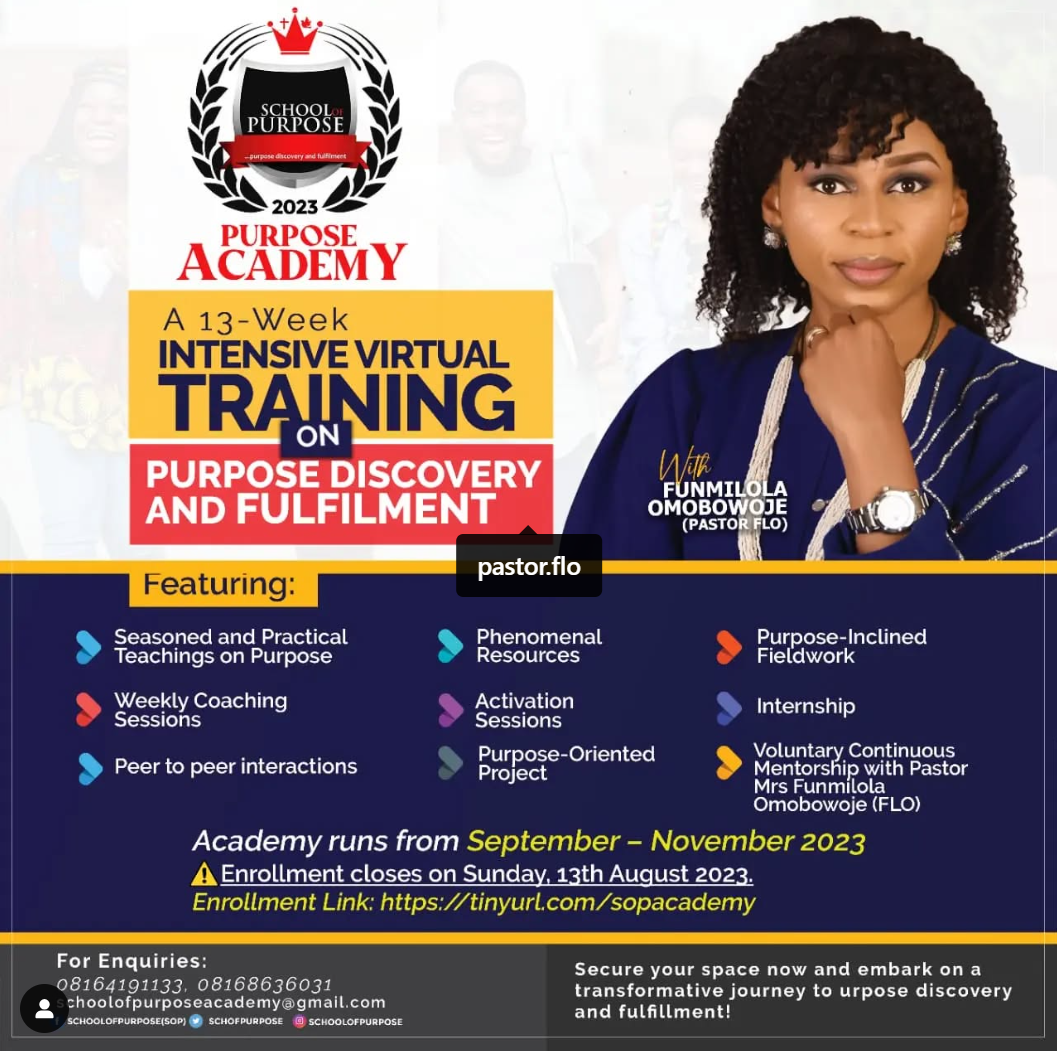 SCHOOL OF
PURPOSE
...purpose discovery and fulfilment
2023
PURPOSE
ACADEMY
A 13-Week
INTENSIVE VIRTUAL
TRAINING
ON
PURPOSE DISCOVERY
AND FULFILMENT
With
FUNMILOLA
OMOBOWOJE
(PASTOR FLO)
pastor.flo
Featuring:
Seasoned and Practical
Teachings on Purpose
Weekly Coaching
Sessions
Peer to peer interactions
Phenomenal
Resources
Activation
Sessions
Purpose-Oriented
Project
Purpose-Inclined
Fieldwork
Internship
Voluntary Continuous
Mentorship with Pastor
Mrs Funmilola
Omobowoje (FLO)
Academy runs from September – November 2023
Enrollment closes on Sunday, 13th August 2023.
Enrollment Link: https://tinyurl.com/sopacademy
For Enquiries:
08164191133, 08168636031
schoolofpurposeacademy@gmail.com
SCHOOLOFPURPOSE(SOP) SCHOFPURPOSE SCHOOLOFPURPOSE
Secure your space now and embark on a
transformative journey to urpose discovery
and fulfillment!